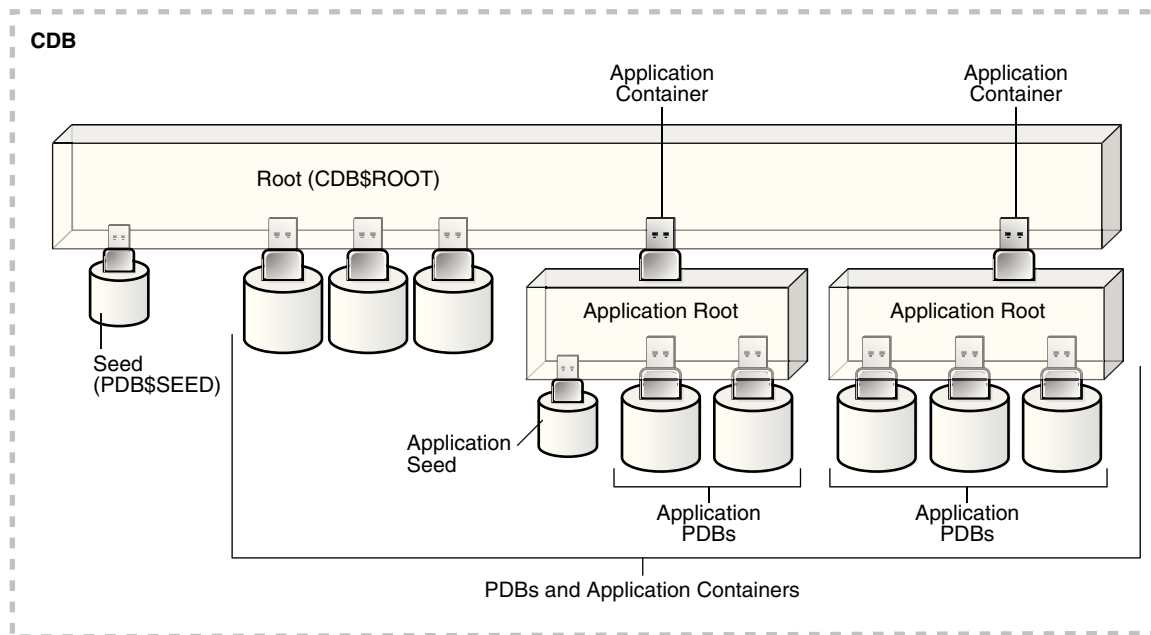 CDB
Application
Container
Application
Container
Root (CDB$ROOT)
Application Root
Application Root
Seed
(PDB$SEED)
Application
Seed
Application
PDBs
Application
PDBs
PDBs and Application Containers